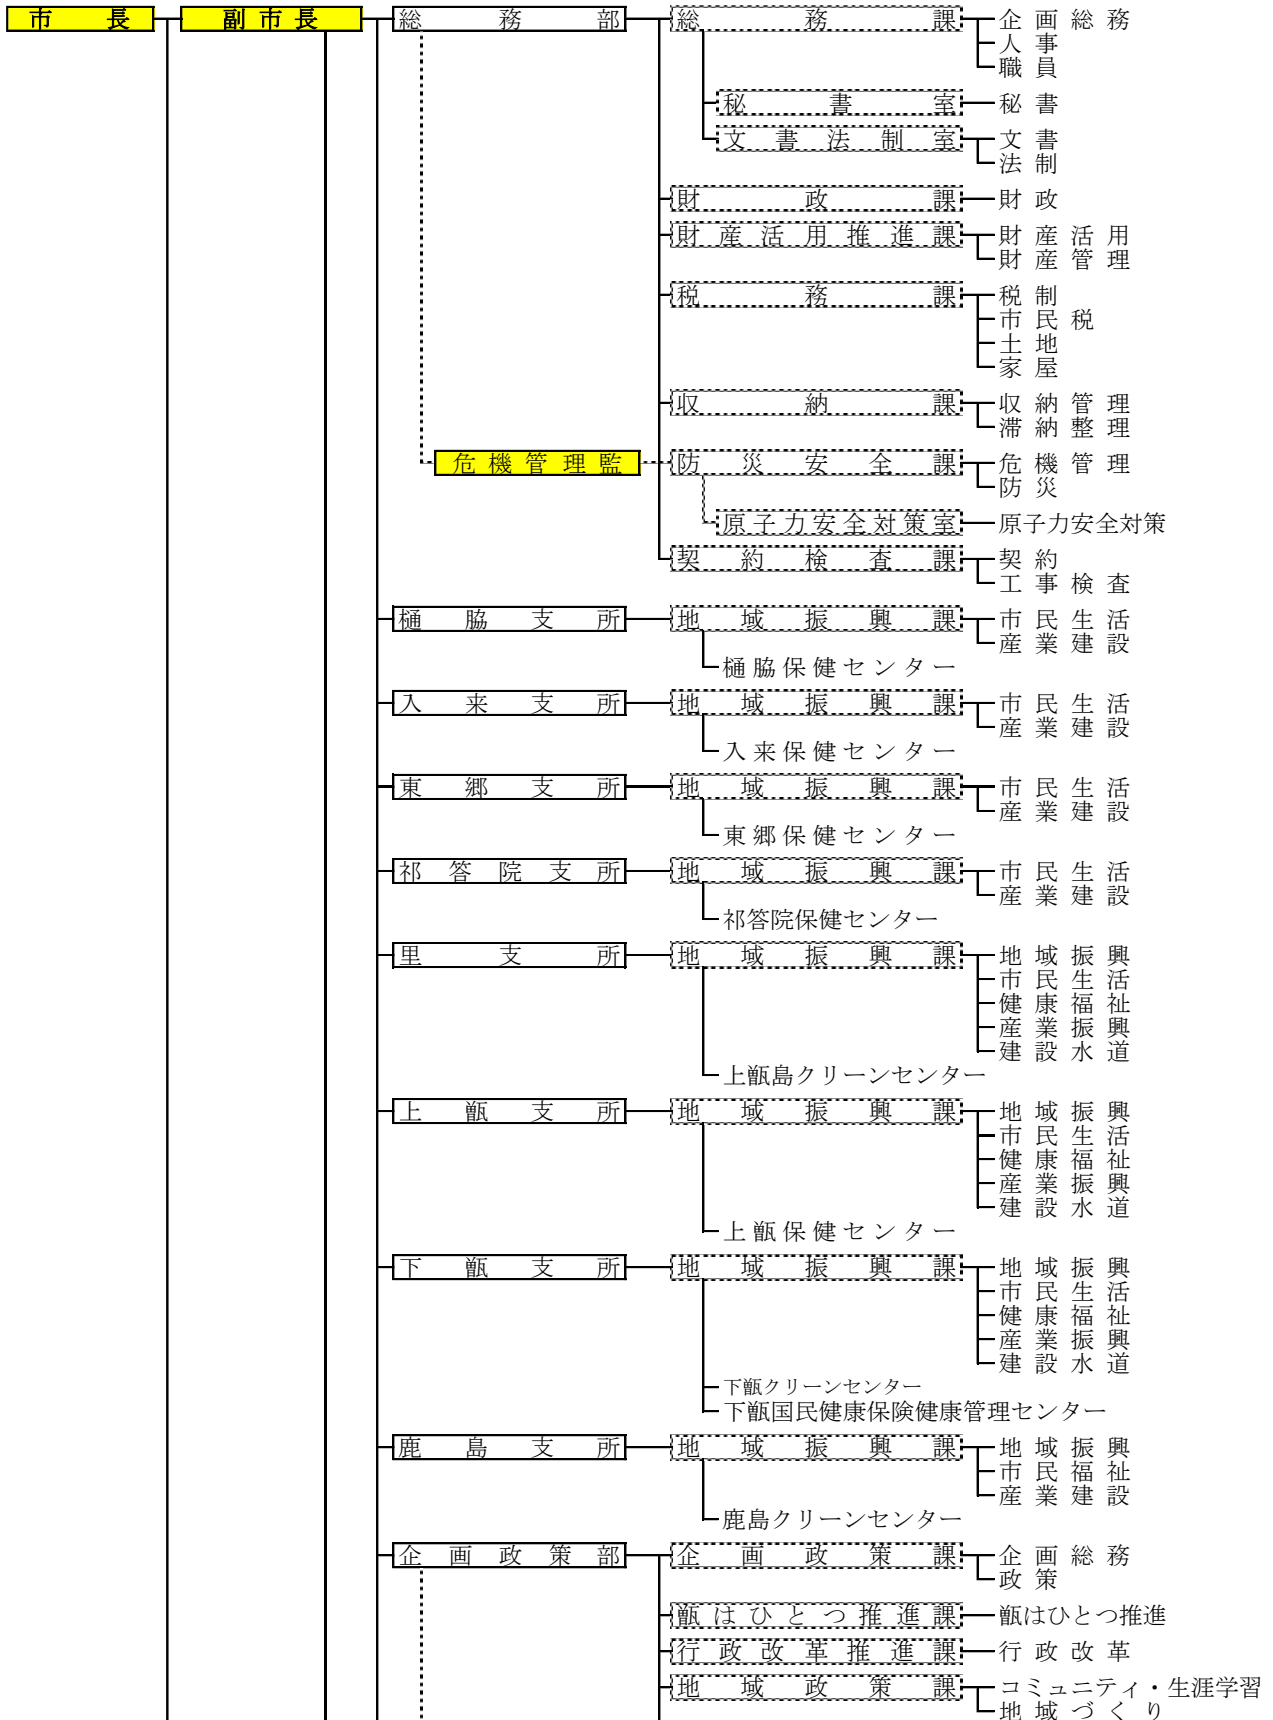 市長 副市長 総務部 総務課 企画総務
人事
職員
秘書室 秘書
文書法制室 文書
法制
財政課 財政
財産活用推進課 財産活用
財産管理
税務課 税制
市民税
土地
家屋
収納課 収納管理
滞納整理
危機管理監 防災安全課 危機管理
防災
原子力安全対策室 原子力安全対策
契約検査課 契約
工事検査
樋脇支所 地域振興課 市民生活
産業建設
樋脇保健センター
入来支所 地域振興課 市民生活
産業建設
入来保健センター
東郷支所 地域振興課 市民生活
産業建設
東郷保健センター
祁答院支所 地域振興課 市民生活
産業建設
祁答院保健センター
里支所 地域振興課 地域振興
市民生活
健康福祉
産業振興
建設水道
上甑島クリーンセンター
上甑支所 地域振興課 地域振興
市民生活
健康福祉
産業振興
建設水道
上甑保健センター
下甑支所 地域振興課 地域振興
市民生活
健康福祉
産業振興
建設水道
下甑クリーンセンター
下甑国民健康保険健康管理センター
鹿島支所 地域振興課 地域振興
市民福祉
産業建設
鹿島クリーンセンター
企画政策部 企画政策課 企画総務
政策
甑はひとつ推進課 甑はひとつ推進
行政改革推進課 行政改革
地域政策課 コミュニティ・生涯学習
地域づくり